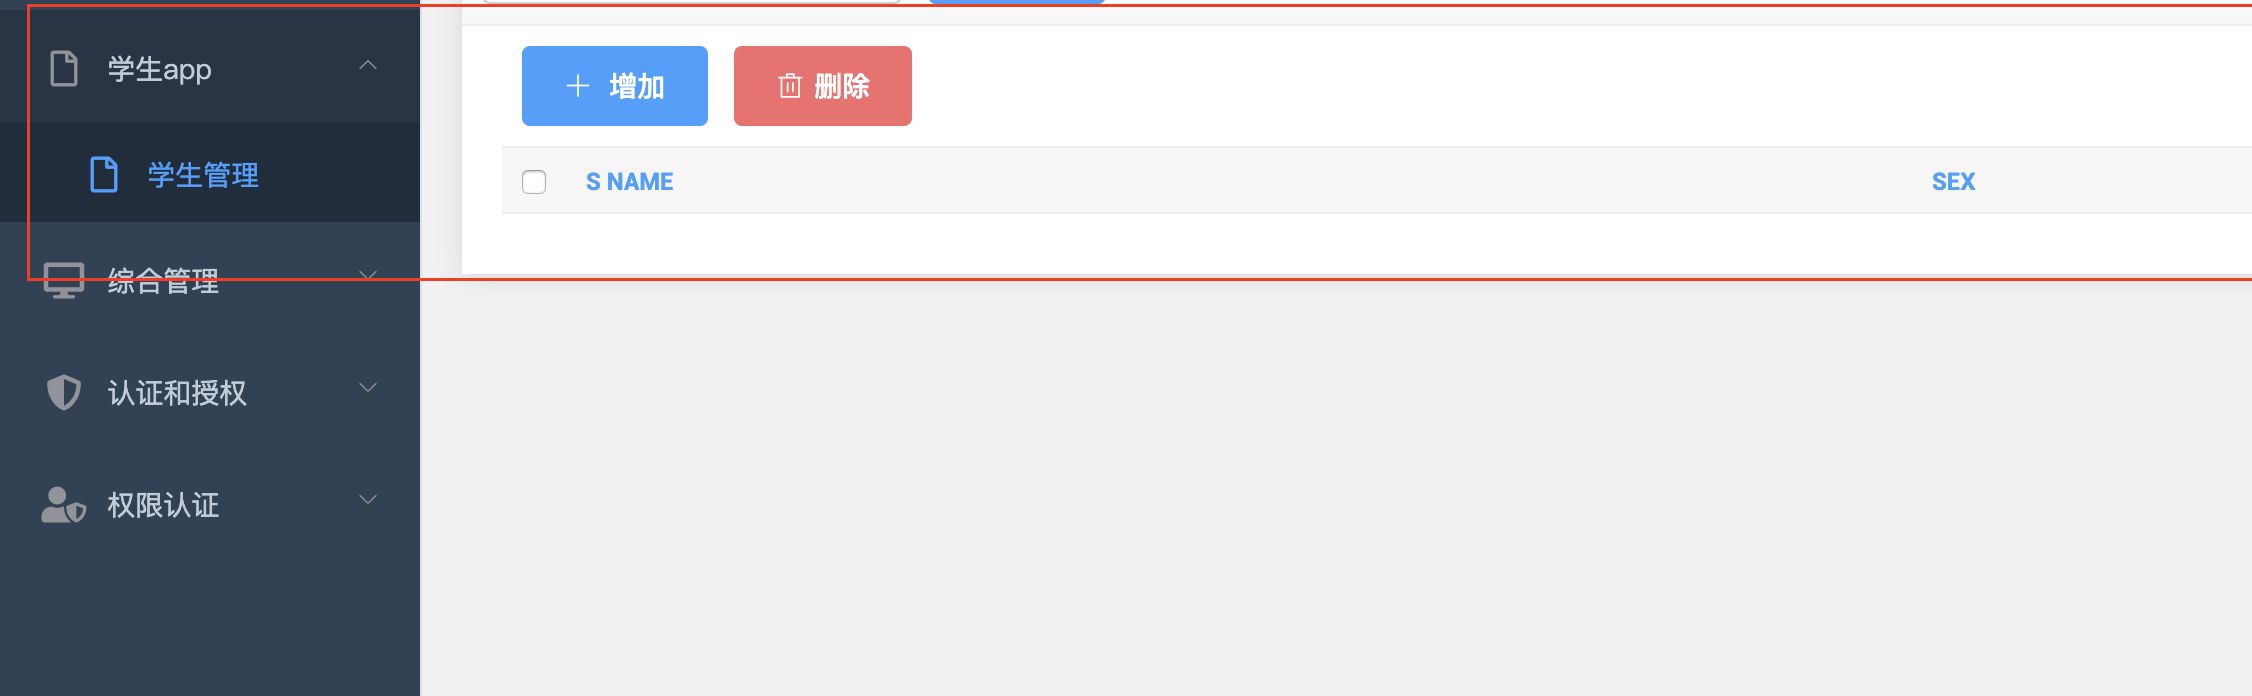 学生app
学生管理
综合管理
认证和授权
权限认证
增加 删除
S NAME SEX